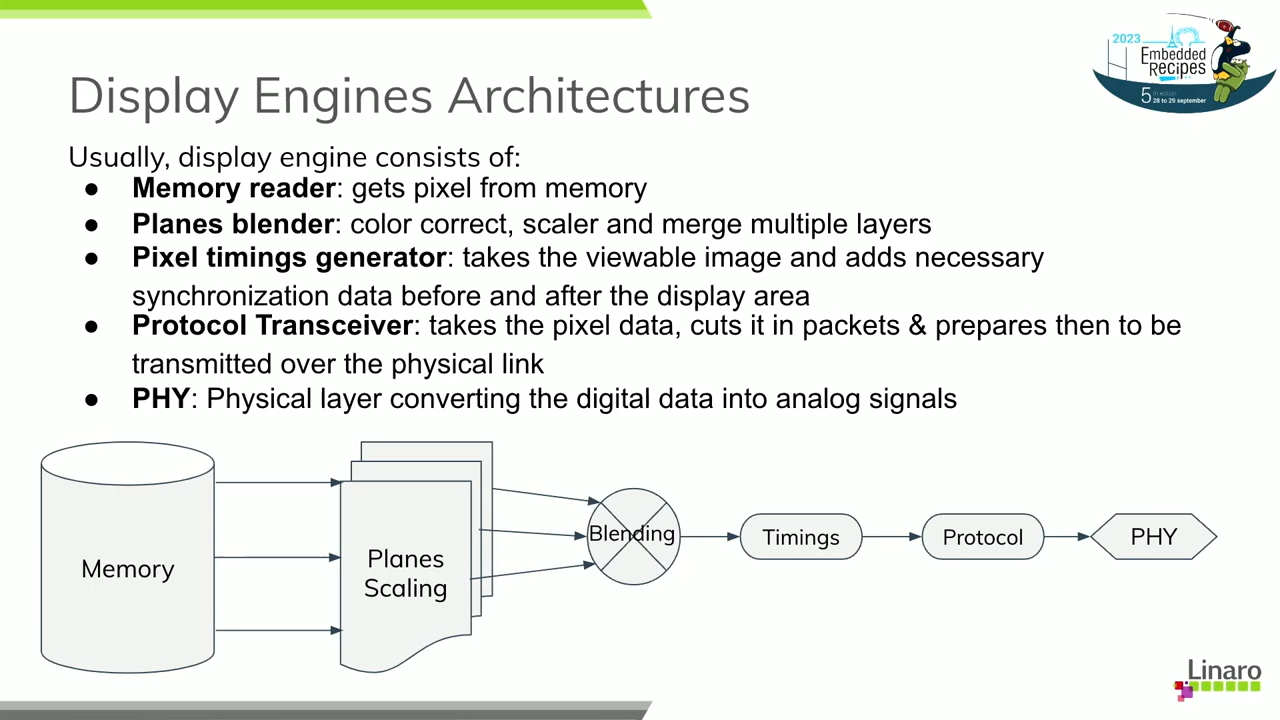 2023
Embedded
Recipes
5th edition
28 to 29 september
Display Engines Architectures
Usually, display engine consists of:
● Memory reader: gets pixel from memory
● Planes blender: color correct, scaler and merge multiple layers
● Pixel timings generator: takes the viewable image and adds necessary
synchronization data before and after the display area
● Protocol Transceiver: takes the pixel data, cuts it in packets & prepares then to be
transmitted over the physical link
● PHY: Physical layer converting the digital data into analog signals
Memory
Planes
Scaling
Blending
Timings
Protocol
PHY
Linaro